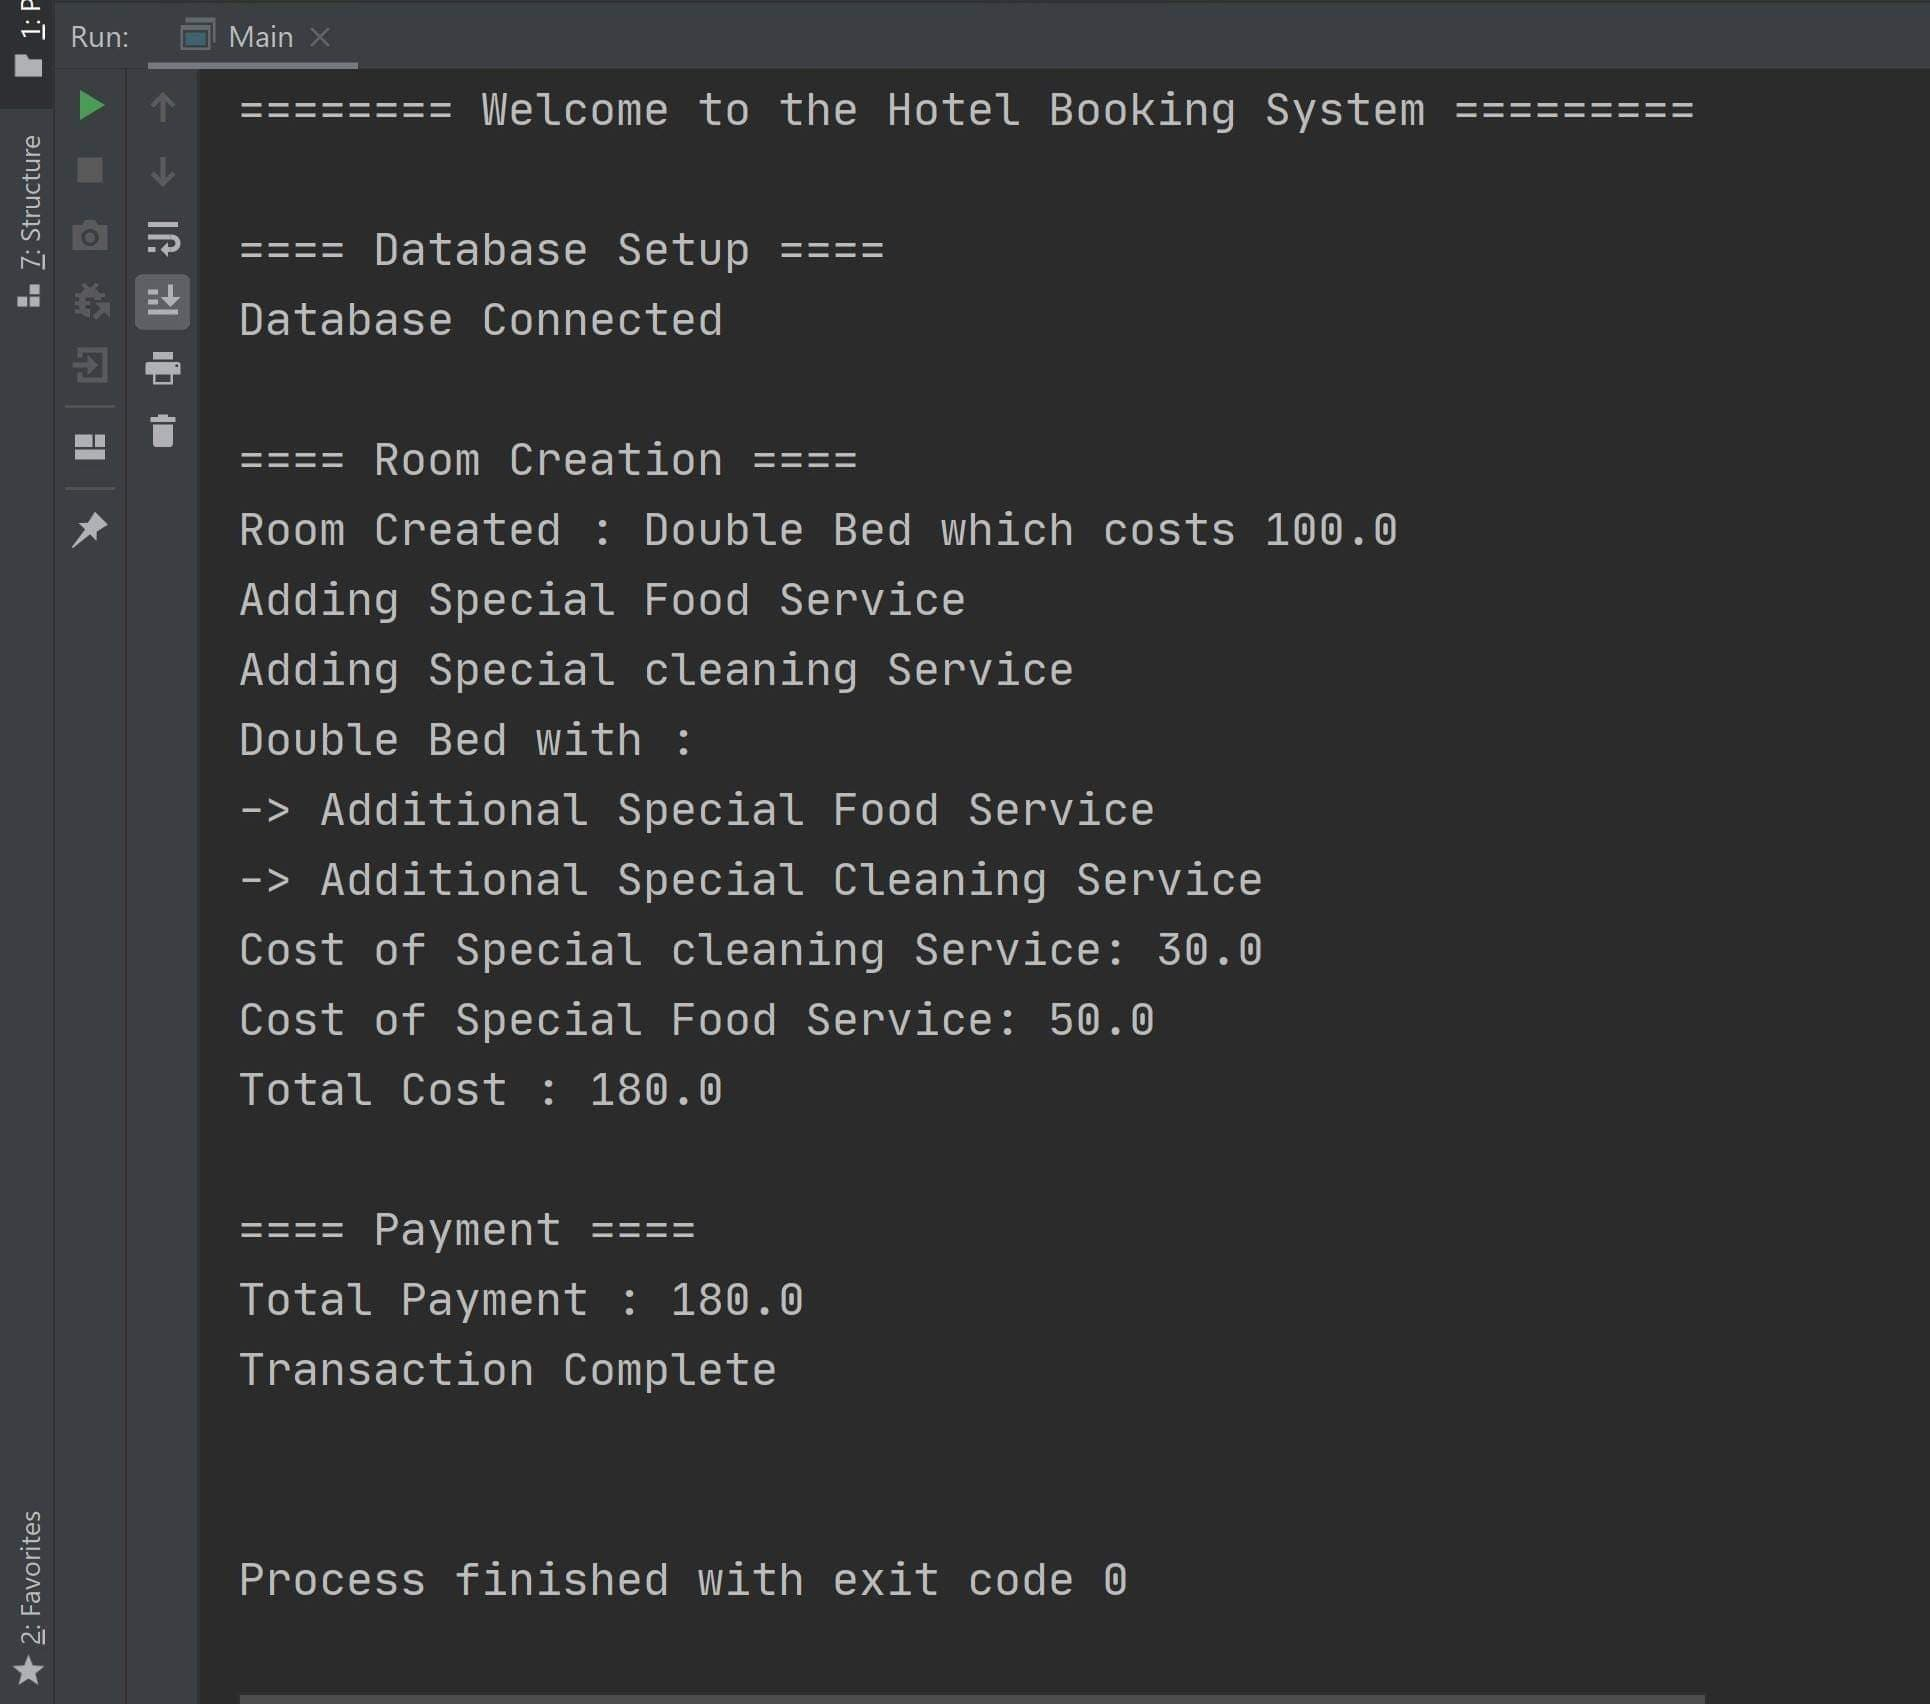 1: P
Run: Main
7: Structure
2: Favorites
======== Welcome to the Hotel Booking System =========
==== Database Setup ====
Database Connected
==== Room Creation ====
Room Created : Double Bed which costs 100.0
Adding Special Food Service
Adding Special cleaning Service
Double Bed with :
-> Additional Special Food Service
-> Additional Special Cleaning Service
Cost of Special cleaning Service: 30.0
Cost of Special Food Service: 50.0
Total Cost : 180.0
==== Payment ====
Total Payment : 180.0
Transaction Complete
Process finished with exit code 0